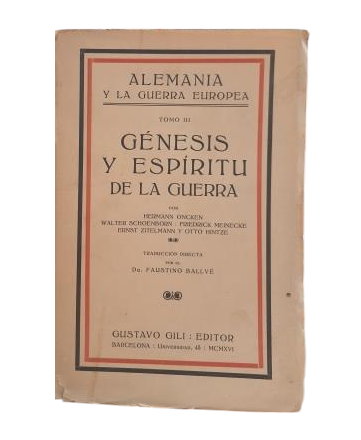 ALEMANIA
Y LA GUERRA EUROPEA
TOMO III
GÉNESIS
Y ESPÍRITU
DE LA GUERRA
POR
HERMANN ONCKEN
WALTER SCHOENBORN : FRIEDRICK MEINECKE
ERNST ZITELMANN Y OTTO HINTZE
TRADUCCIÓN DIRECTA
POR EL
DR. FAUSTINO BALLVÉ
GUSTAVO GILI : EDITOR
BARCELONA : Universidad, 45 : MCMXVI